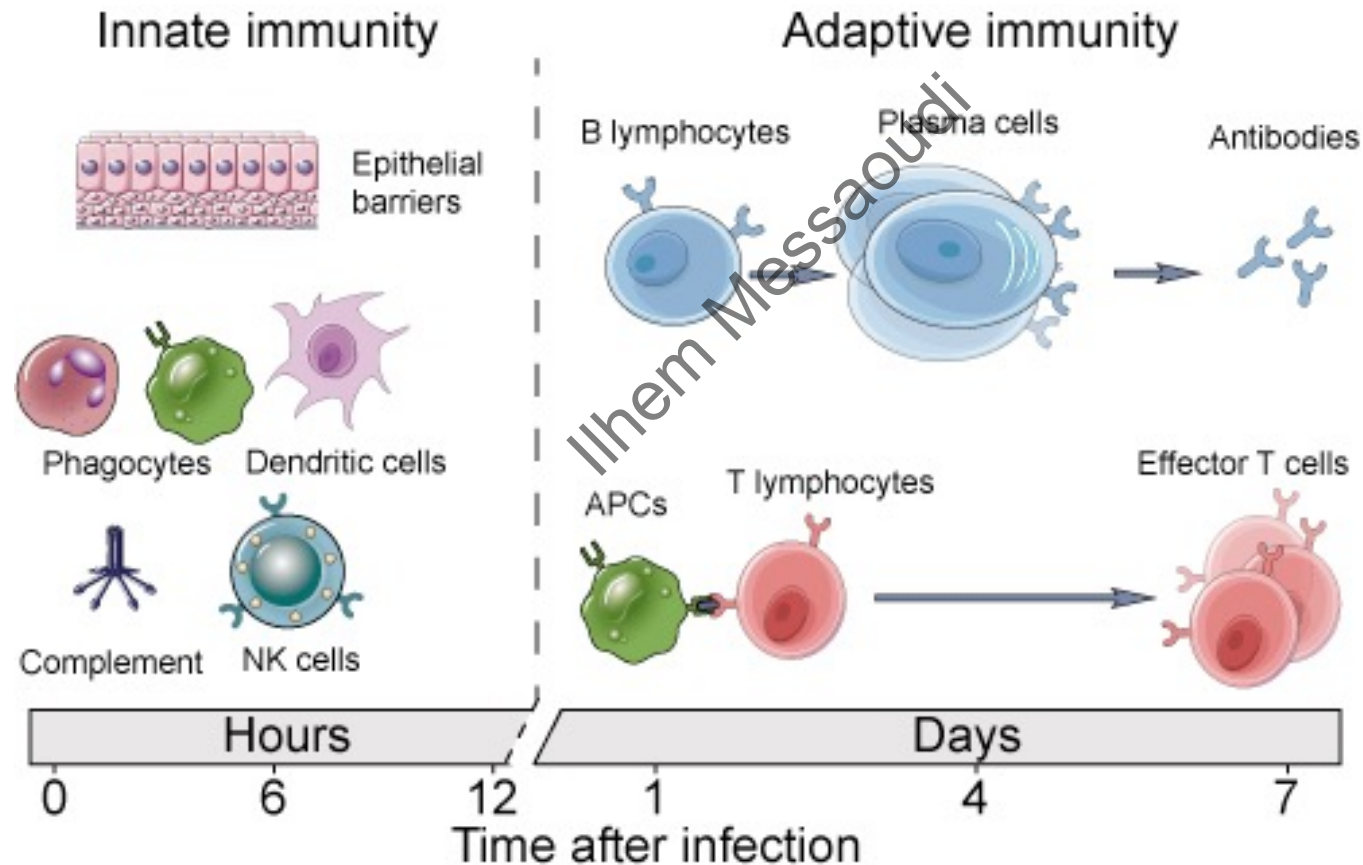 Innate immunity
Adaptive immunity
Epithelial
barriers
B lymphocytes
Plasma cells
Antibodies
Phagocytes
Dendritic cells
Complement
NK cells
APCs
T lymphocytes
Effector T cells
Ilhem Messaoudi
Hours
Days
0
6
12
1
4
7
Time after infection